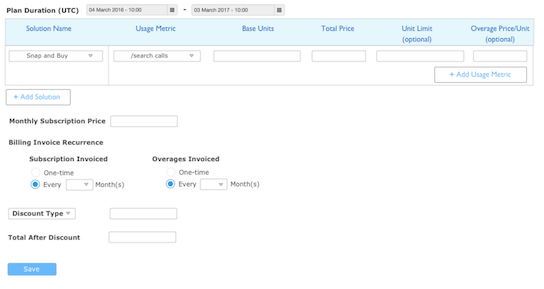 Plan Duration (UTC) 04 March 2016 - 10:00 - 03 March 2017 - 10:00
Solution Name Usage Metric Base Units Total Price Unit Limit (optional) Overage Price/Unit (optional)
Snap and Buy /search calls
+ Add Usage Metric
+ Add Solution
Monthly Subscription Price
Billing Invoice Recurrence
Subscription Invoiced Overages Invoiced
One-time One-time
Every Month(s) Every Month(s)
Discount Type
Total After Discount
Save